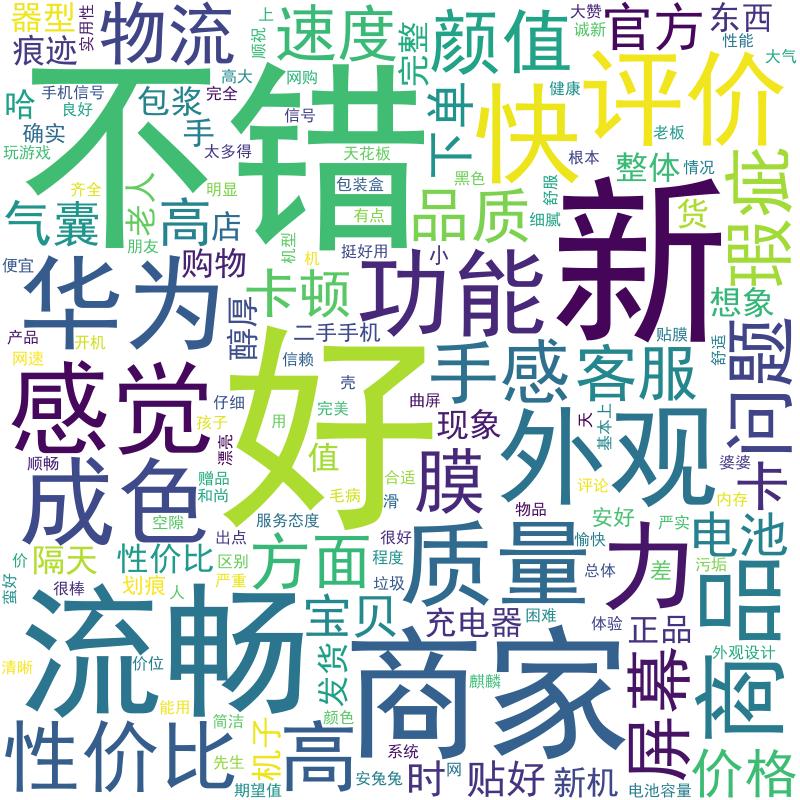 器型
痕迹
实用性
物流
顺祝
上
速度
完整
颜值
大赞
诚新
官方
东西
性能
大气
不错
高大
网购
哈
手机信号
良好
包浆
完全
确实
手
信号
下单
快
评价
健康
老板
玩游戏
太多得
天花板
齐全
明显
包装盒
黑色
舒服
根本
整体
情况
瑕疵
气囊
老人
朋友
高
店
有点
机型
品质
细腻
新
货
便宜
购物
机
挺好用
小
华为
卡顿
功能
想象
产品
开机
网速
醇厚
二手手机
信赖
壳
好
手感
客服
贴膜
舒适
问题
感觉
仔细
孩子
漂亮
用
完美
曲屏
现象
外观
天
基本上
顺畅
成色
赠品
和尚
值
毛病
合适
滑
膜
评论
婆婆
卡
内存
空隙
服务态度
很好
物品
安好
严实
电池
价
隔天
性价比
出点
区别
严重
方面
程度
垃圾
质量
愉快
总体
力
差
污垢
品
蛮好
很棒
划痕
人
流畅
宝贝
发货
充电器
困难
体验
正品
外观设计
清晰
价位
能用
商家
麒麟
屏幕
商
性价比
简洁
先生
机子
期望值
高
颜色
系统
安兔兔
时
网
贴好
新机
电池容量
价格